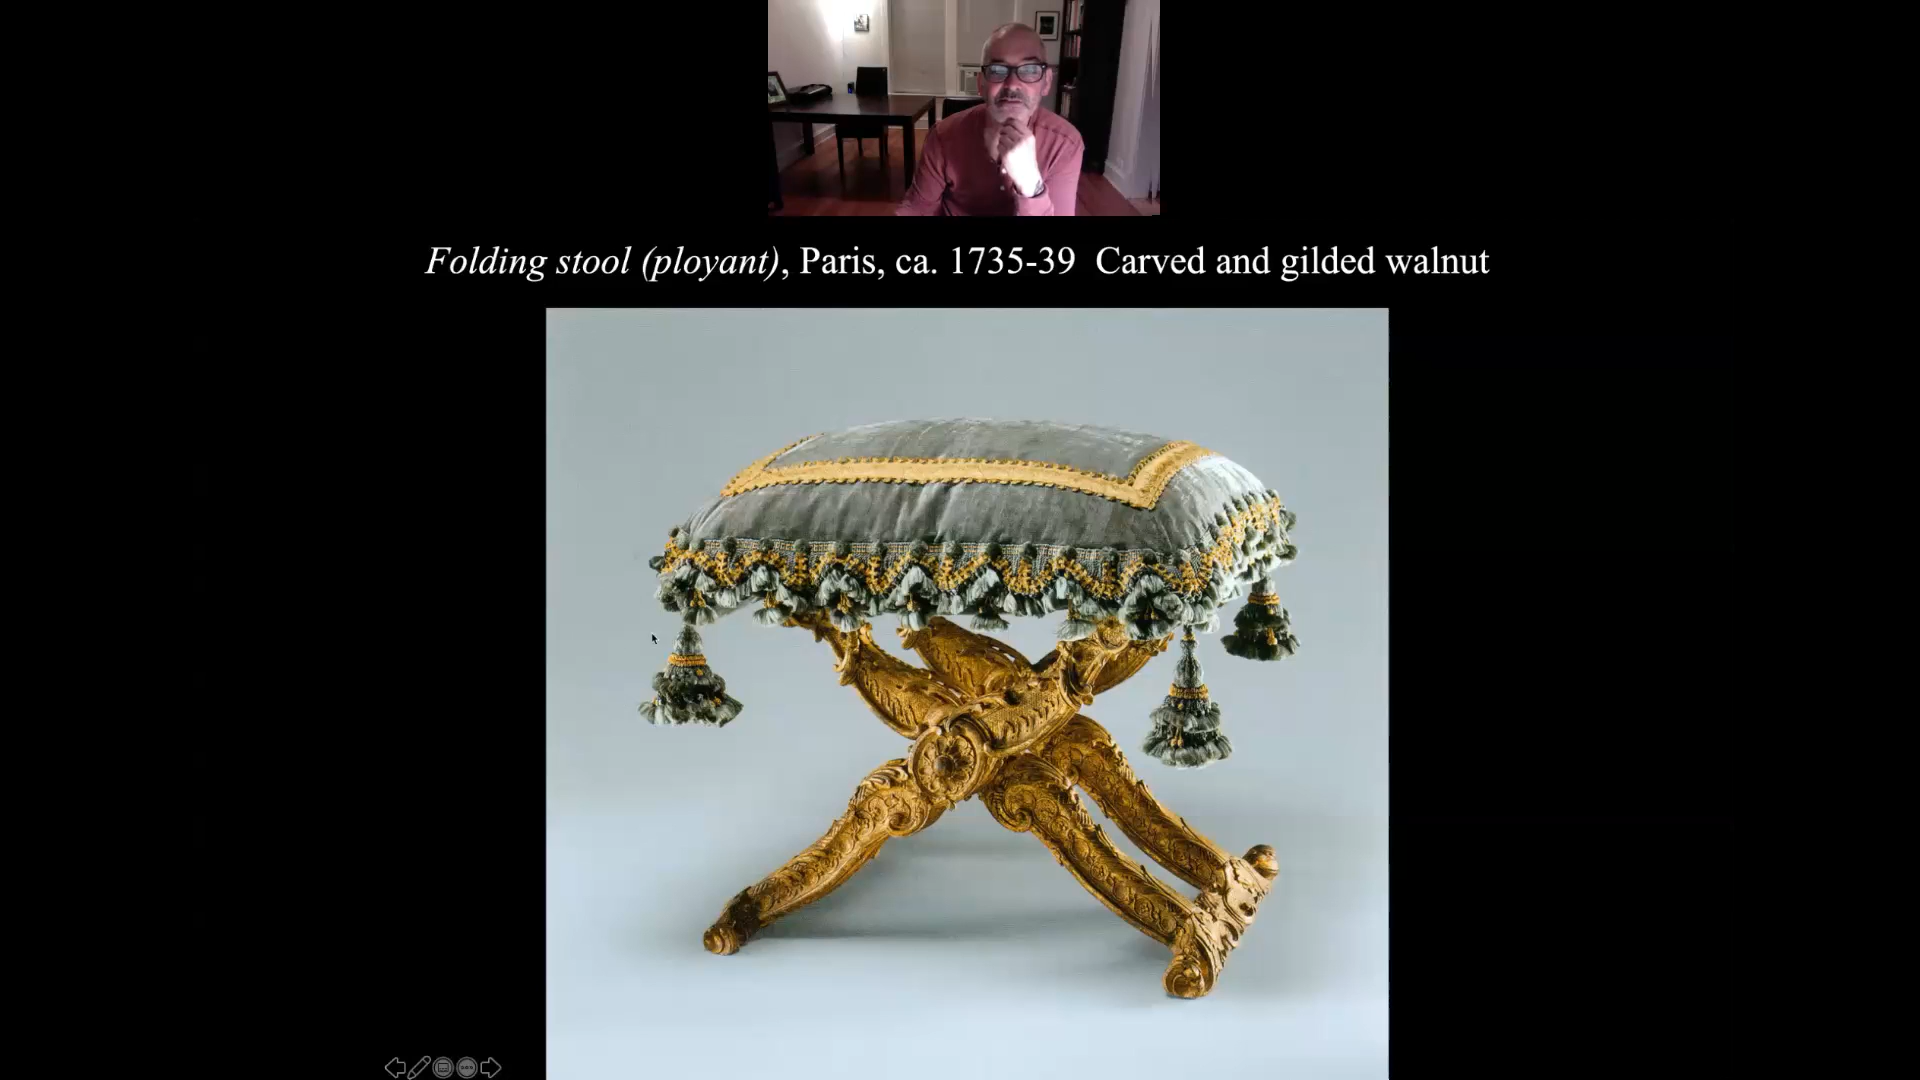 Folding stool (ployant), Paris, ca. 1735-39  Carved and gilded walnut